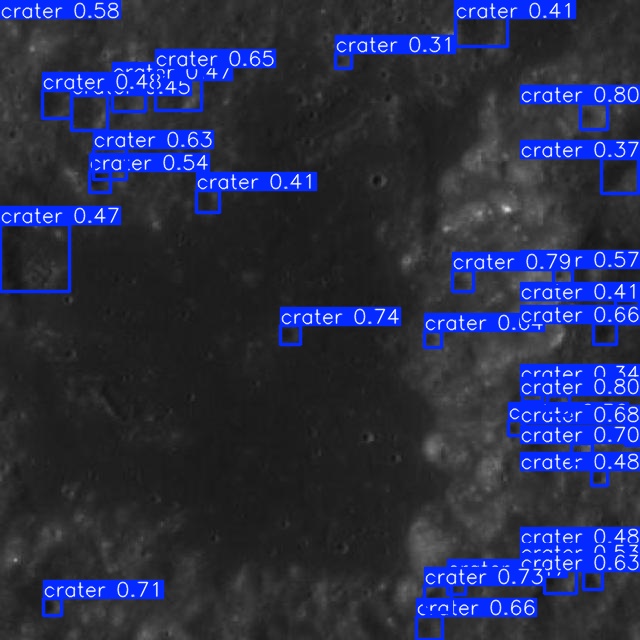 crater 0.58
crater 0.41
crater 0.31
crater 0.65
crater 0.48
crater 0.80
crater 0.63
crater 0.37
crater 0.54
crater 0.41
crater 0.47
crater 0.79
0.57
crater 0.41
crater 0.74
crater
crater 0.66
crater 0.34
crater 0.80
crater 0.68
crater 0.70
crater 0.48
crater 0.48
crater 0.63
crater 0.73
crater 0.71
crater 0.66